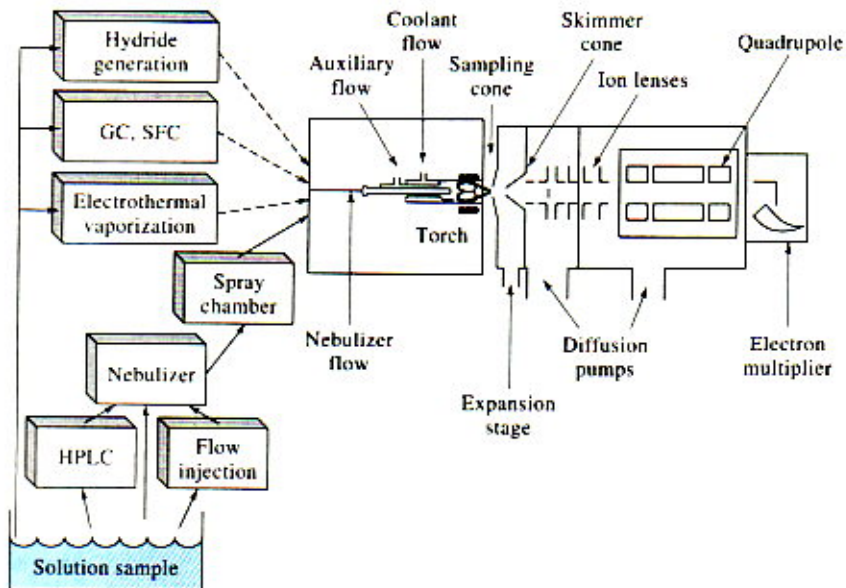 Hydride
generation
GC, SFC
Electrothermal
vaporization
Spray
chamber
Nebulizer
HPLC
Flow
injection
Solution sample
Coolant
flow
Auxiliary
flow
Sampling
cone
Skimmer
cone
Ion lenses
Quadrupole
Torch
Nebulizer
flow
Expansion
stage
Diffusion
pumps
Electron
multiplier